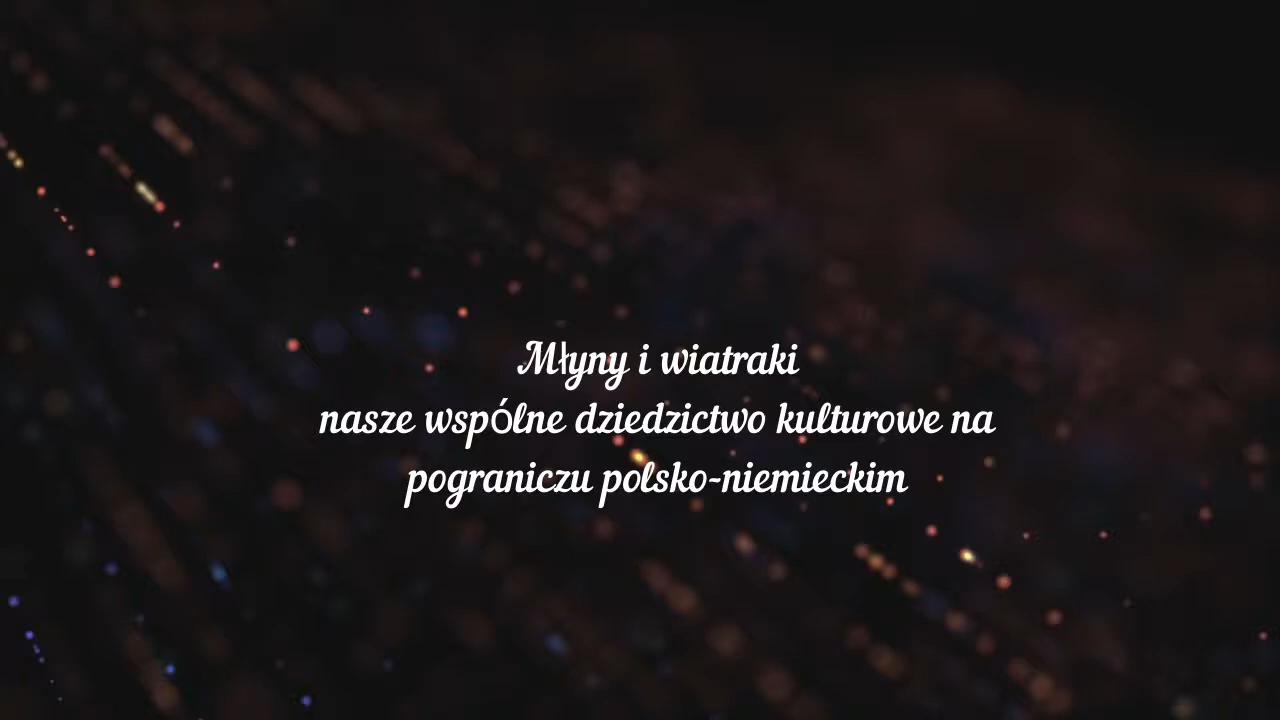 Młyny i wiatraki
nasze wspólne dziedzictwo kulturowe na
pograniczu polsko-niemieckim